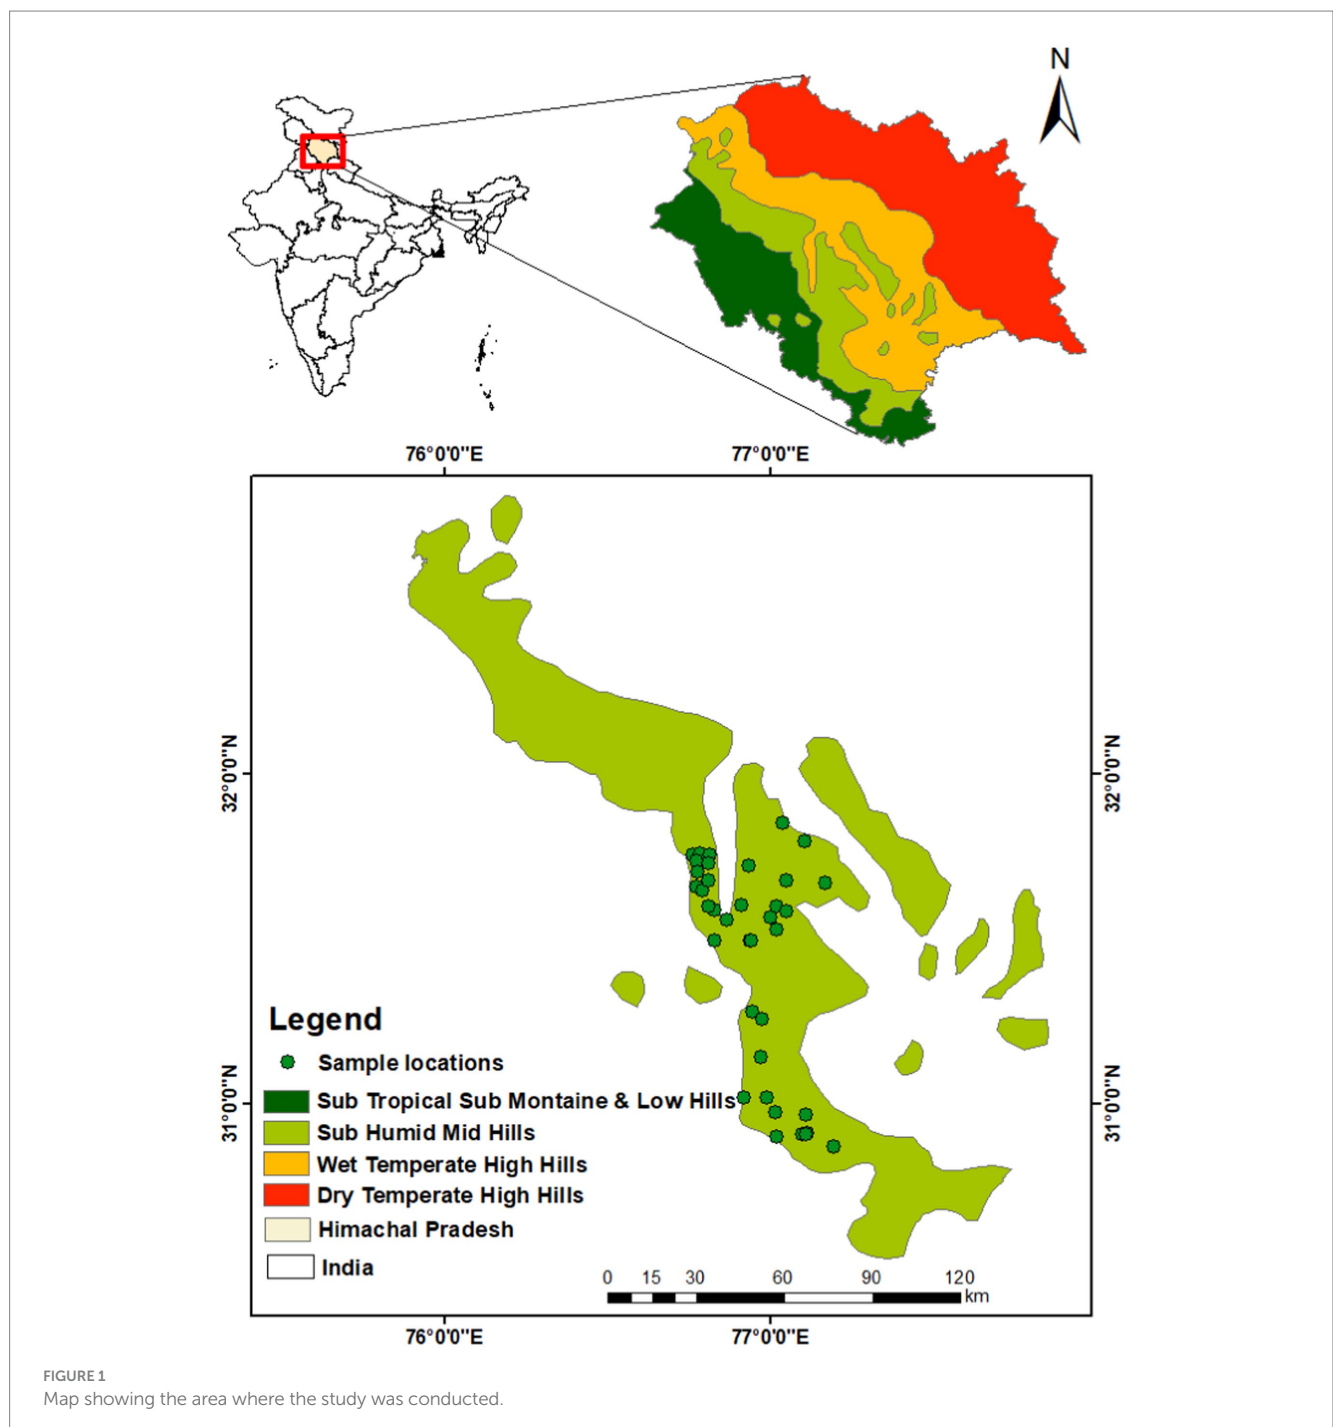 N
76°0'0"E 77°0'0"E
32°0'0"N 32°0'0"N
31°0'0"N 31°0'0"N
Legend
Sample locations
Sub Tropical Sub Montaine & Low Hills
Sub Humid Mid Hills
Wet Temperate High Hills
Dry Temperate High Hills
Himachal Pradesh
India
0 15 30 60 90 120
km
76°0'0"E 77°0'0"E
FIGURE 1
Map showing the area where the study was conducted.